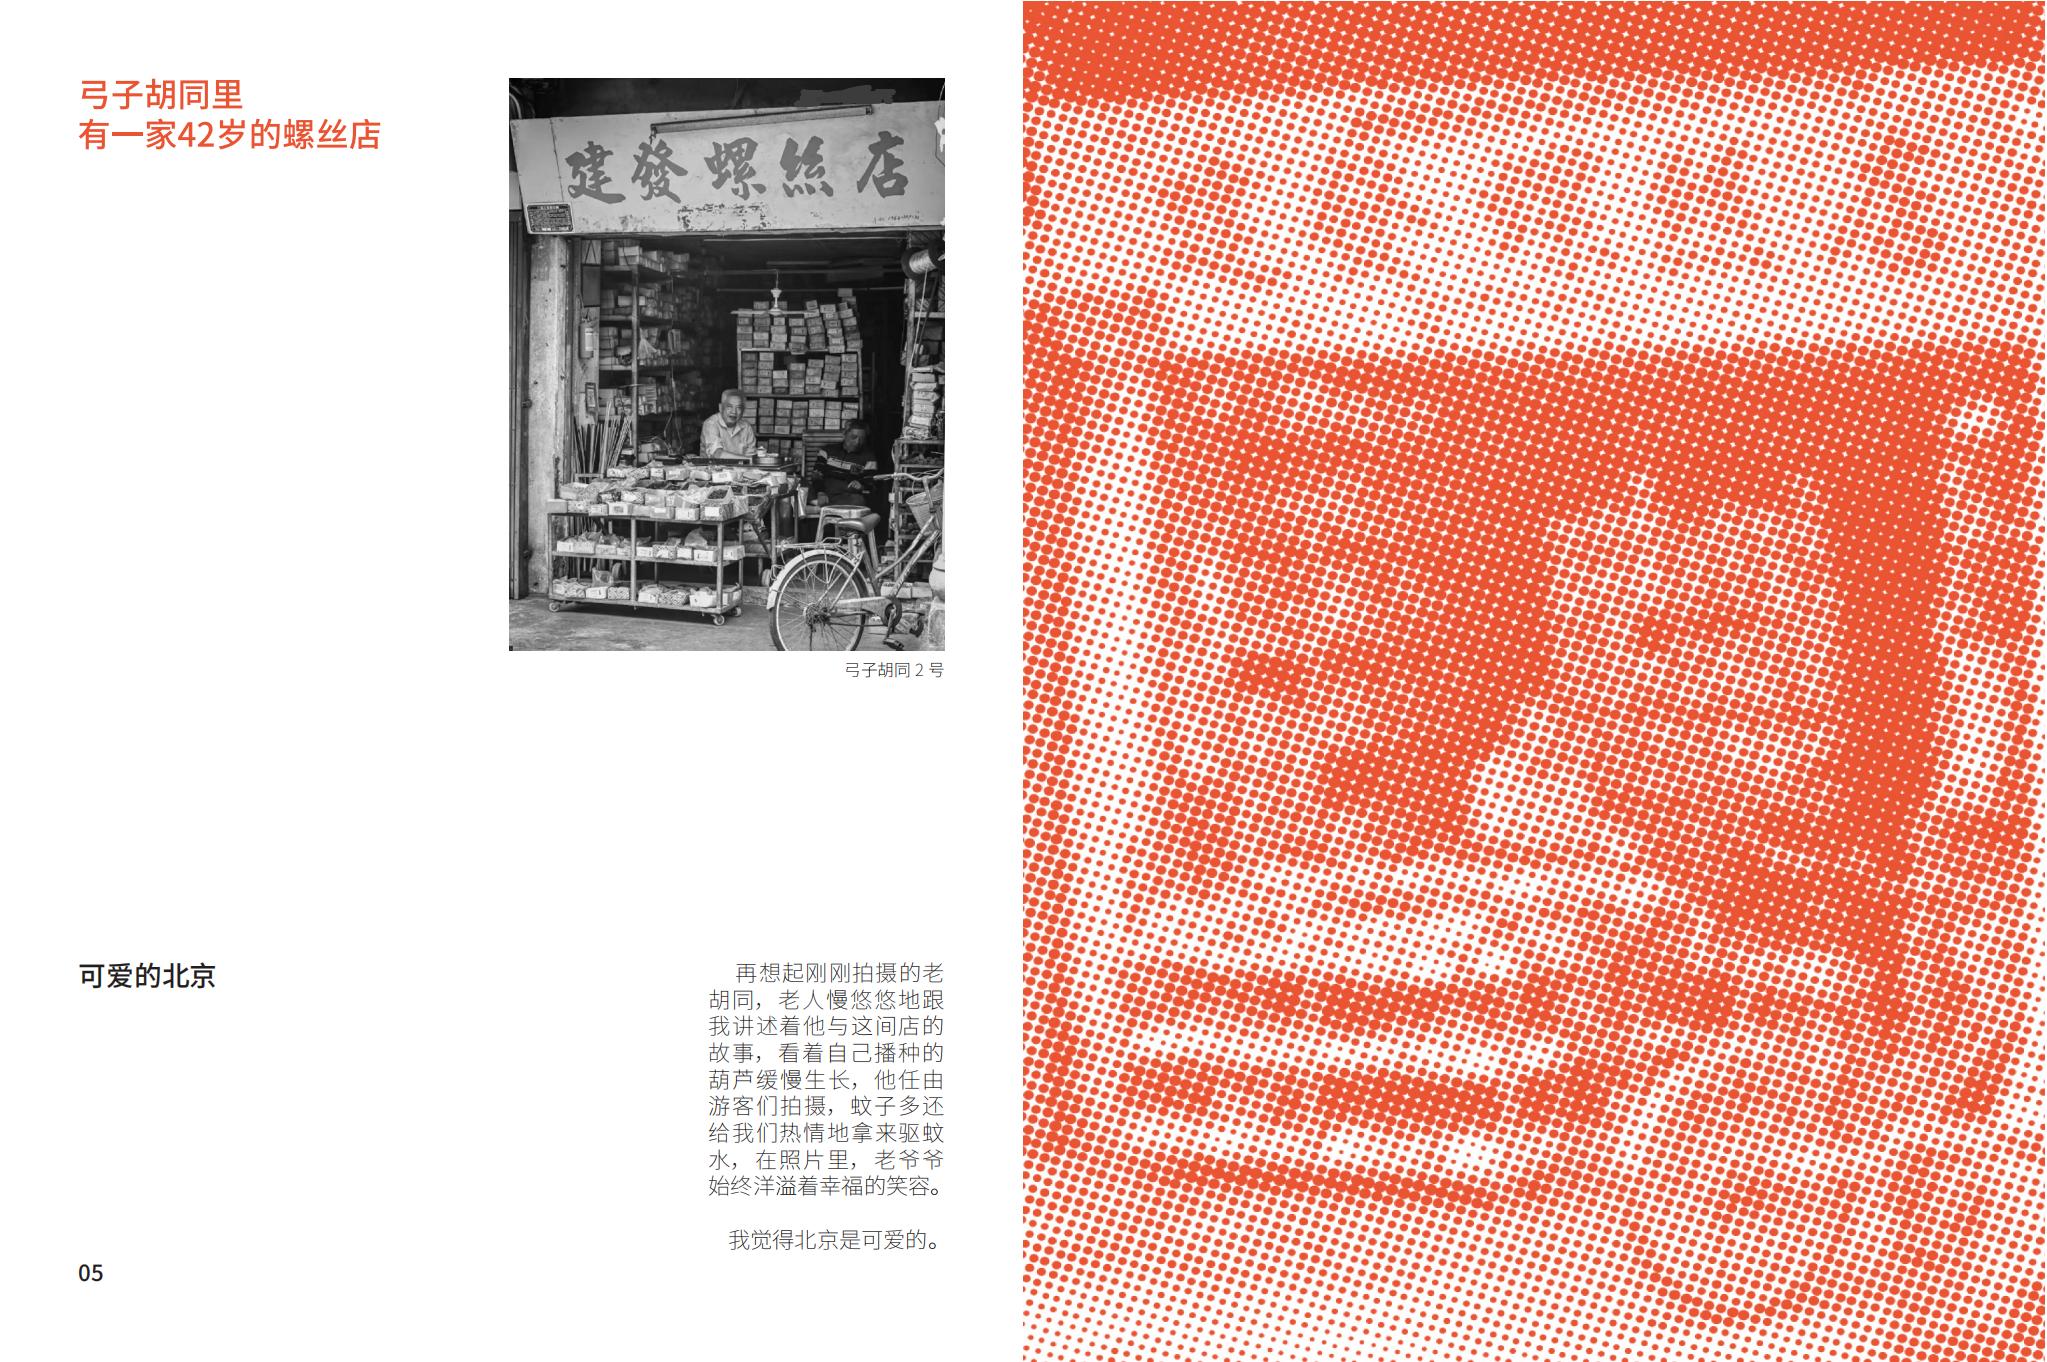 弓子胡同里
有一家42岁的螺丝店
建發螺絲店
弓子胡同 2 号
可爱的北京
再想起刚刚拍摄的老
胡同，老人慢悠悠地跟
我讲述着他与这间店的
故事，看着自己播种的
葫芦缓慢生长，他任由
游客们拍摄，蚊子多还
给我们热情地拿来驱蚊
水，在照片里，老爷爷
始终洋溢着幸福的笑容。
我觉得北京是可爱的。
05